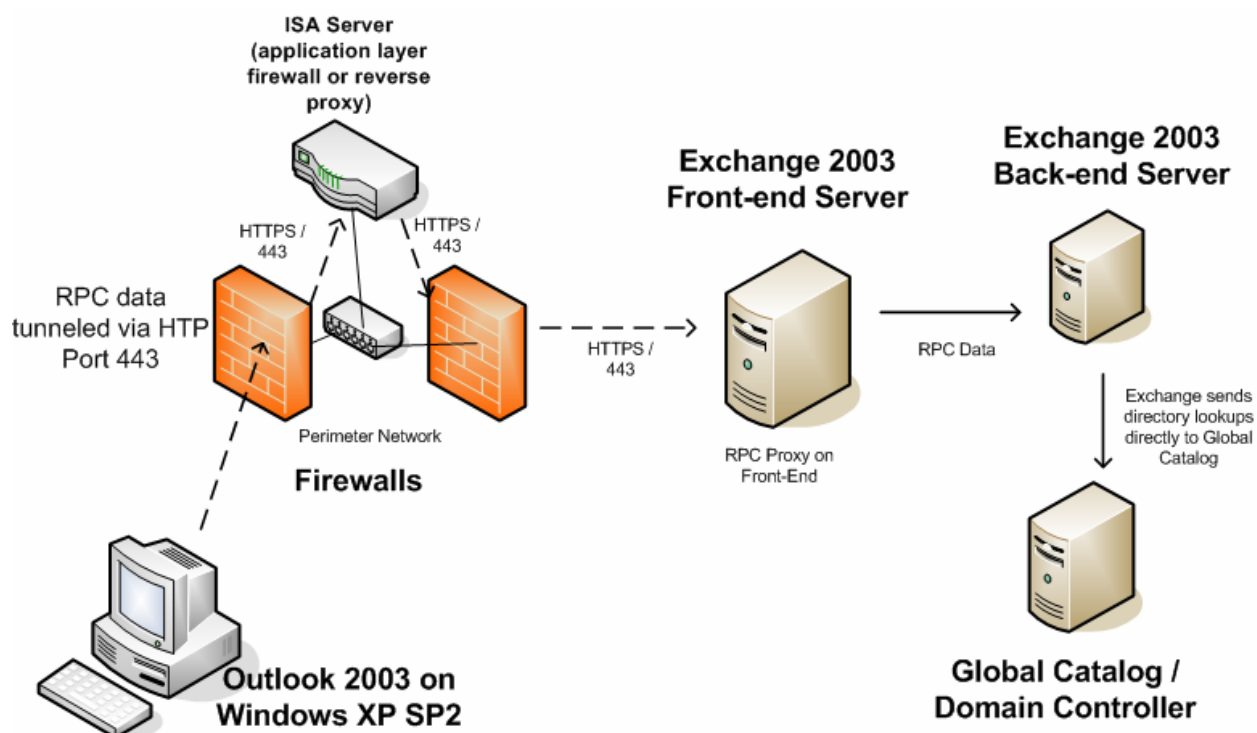 ISA Server
(application layer
firewall or reverse
proxy)
HTTPS /
443
HTTPS /
443
RPC data
tunneled via HTP
Port 443
Perimeter Network
Firewalls
Outlook 2003 on
Windows XP SP2
HTTPS /
443
Exchange 2003
Front-end Server
RPC Proxy on
Front-End
RPC Data
Exchange 2003
Back-end Server
Exchange sends
directory lookups
directly to Global
Catalog
Global Catalog /
Domain Controller